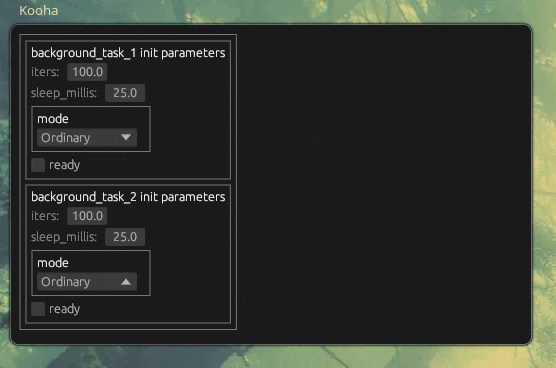 Kooha
background_task_1 init parameters
iters: 100.0
sleep_millis: 25.0
mode
Ordinary
ready
background_task_2 init parameters
iters: 100.0
sleep_millis: 25.0
mode
Ordinary
ready